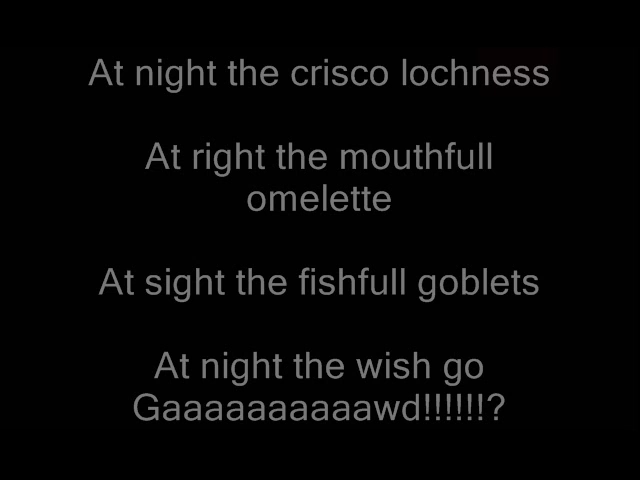 At night the crisco lochness
At right the mouthfull
omelette
At sight the fishfull goblets
At night the wish go
Gaaaaaaaaaawd!!!!!!?